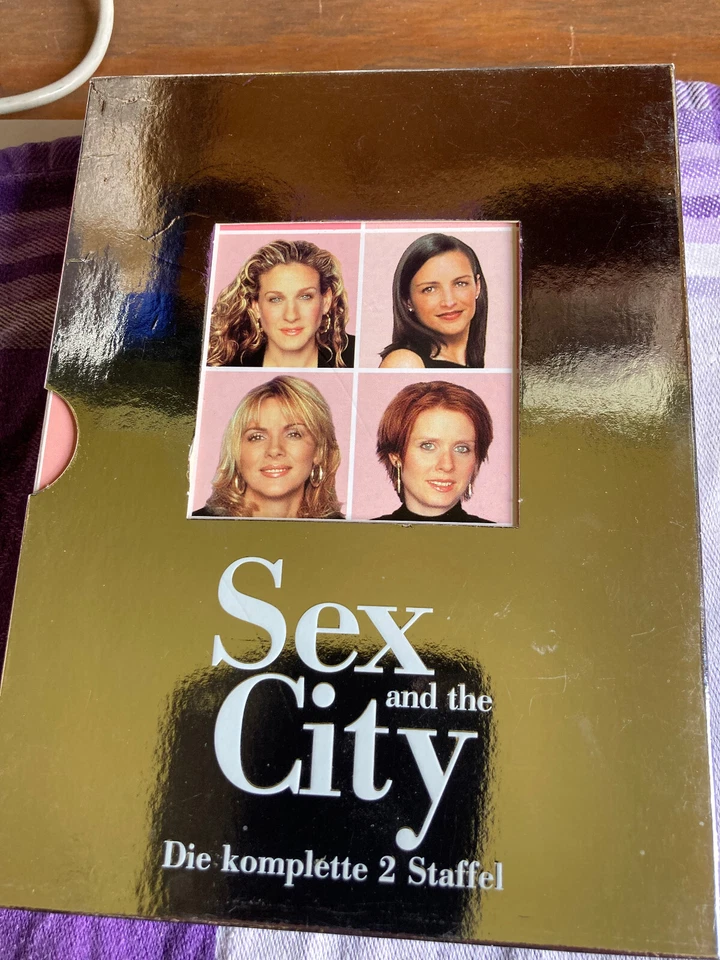 Sex
and the
City
Die komplette 2 Staffel